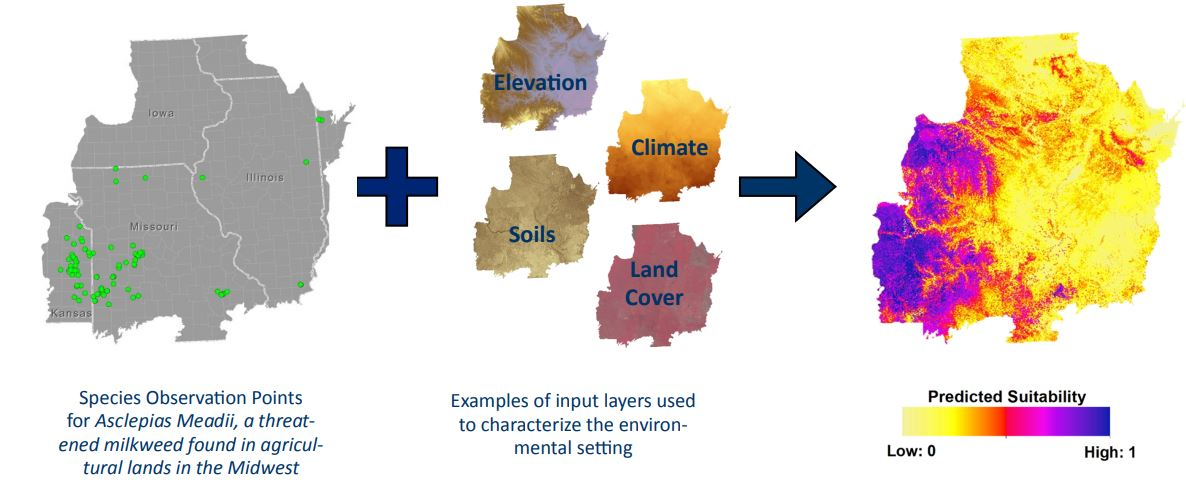 Iowa
Illinois
Missouri
Kansas
Elevation
Climate
Soils
Land
Cover
Species Observation Points
for Asclepias Meadii, a threat-
ened milkweed found in agricul-
tural lands in the Midwest
Examples of input layers used
to characterize the environ-
mental setting
Predicted Suitability
Low: 0
High: 1